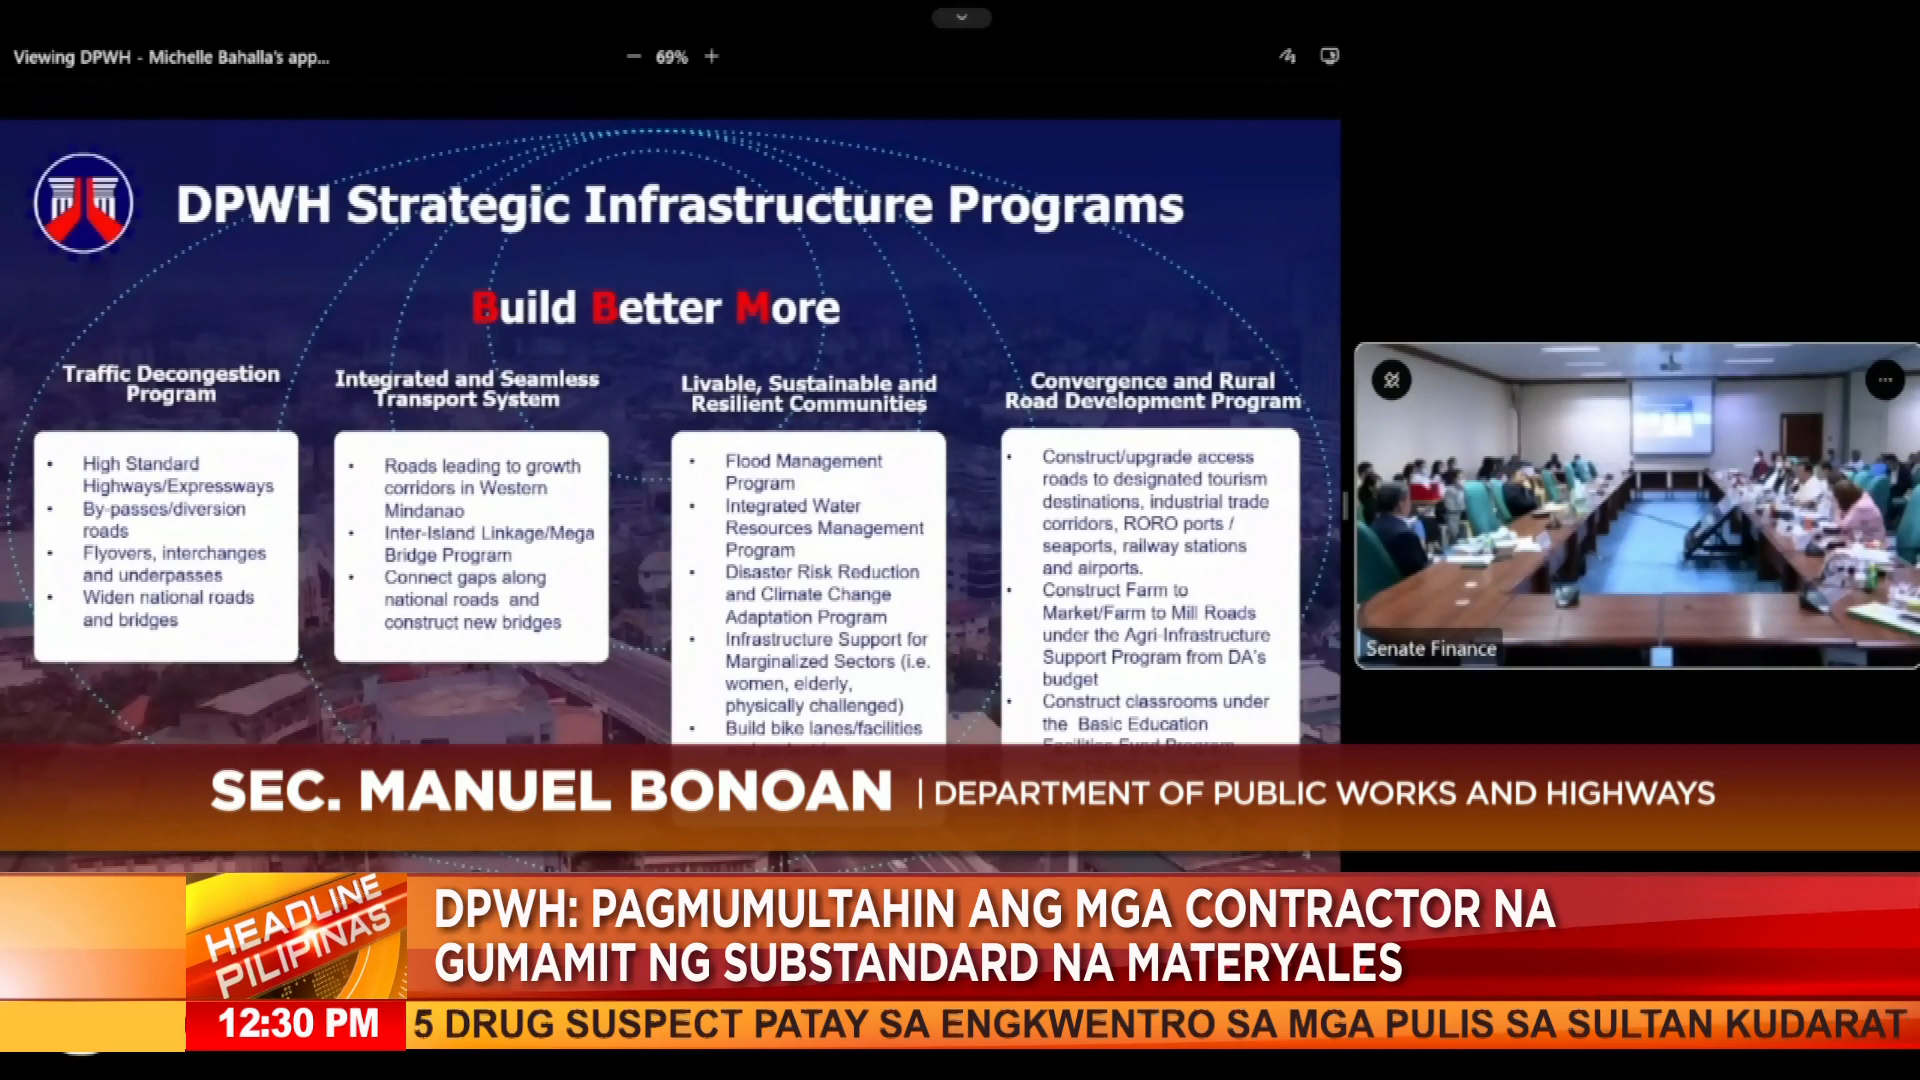 Viewing DPWH - Michelle Bahalla's app...
69%
DPWH Strategic Infrastructure Programs
Build Better More
Traffic Decongestion
Program
• High Standard
Highways/Expressways
• By-passes/diversion
roads
• Flyovers, interchanges
and underpasses
• Widen national roads
and bridges
Integrated and Seamless
Transport System
• Roads leading to growth
corridors in Western
Mindanao
• Inter-Island Linkage/Mega
Bridge Program
• Connect gaps along
national roads and
construct new bridges
Livable, Sustainable and
Resilient Communities
• Flood Management
Program
• Integrated Water
Resources Management
Program
• Disaster Risk Reduction
and Climate Change
Adaptation Program
• Infrastructure Support for
Marginalized Sectors (i.e.
women, elderly,
physically challenged)
• Build bike lanes/facilities
Convergence and Rural
Road Development Program
• Construct/upgrade access
roads to designated tourism
destinations, industrial trade
corridors, RORO ports /
seaports, railway stations
and airports.
• Construct Farm to
Market/Farm to Mill Roads
under the Agri-Infrastructure
Support Program from DA's
budget
• Construct classrooms under
the Basic Education
Facilities Fund Program
Senate Finance
SEC. MANUEL BONOAN | DEPARTMENT OF PUBLIC WORKS AND HIGHWAYS
HEADLINE
PILIPINAS
DPWH: PAGMUMULTAHIN ANG MGA CONTRACTOR NA
GUMAMIT NG SUBSTANDARD NA MATERYALES
12:30 PM
5 DRUG SUSPECT PATAY SA ENGKWENTRO SA MGA PULIS SA SULTAN KUDARAT